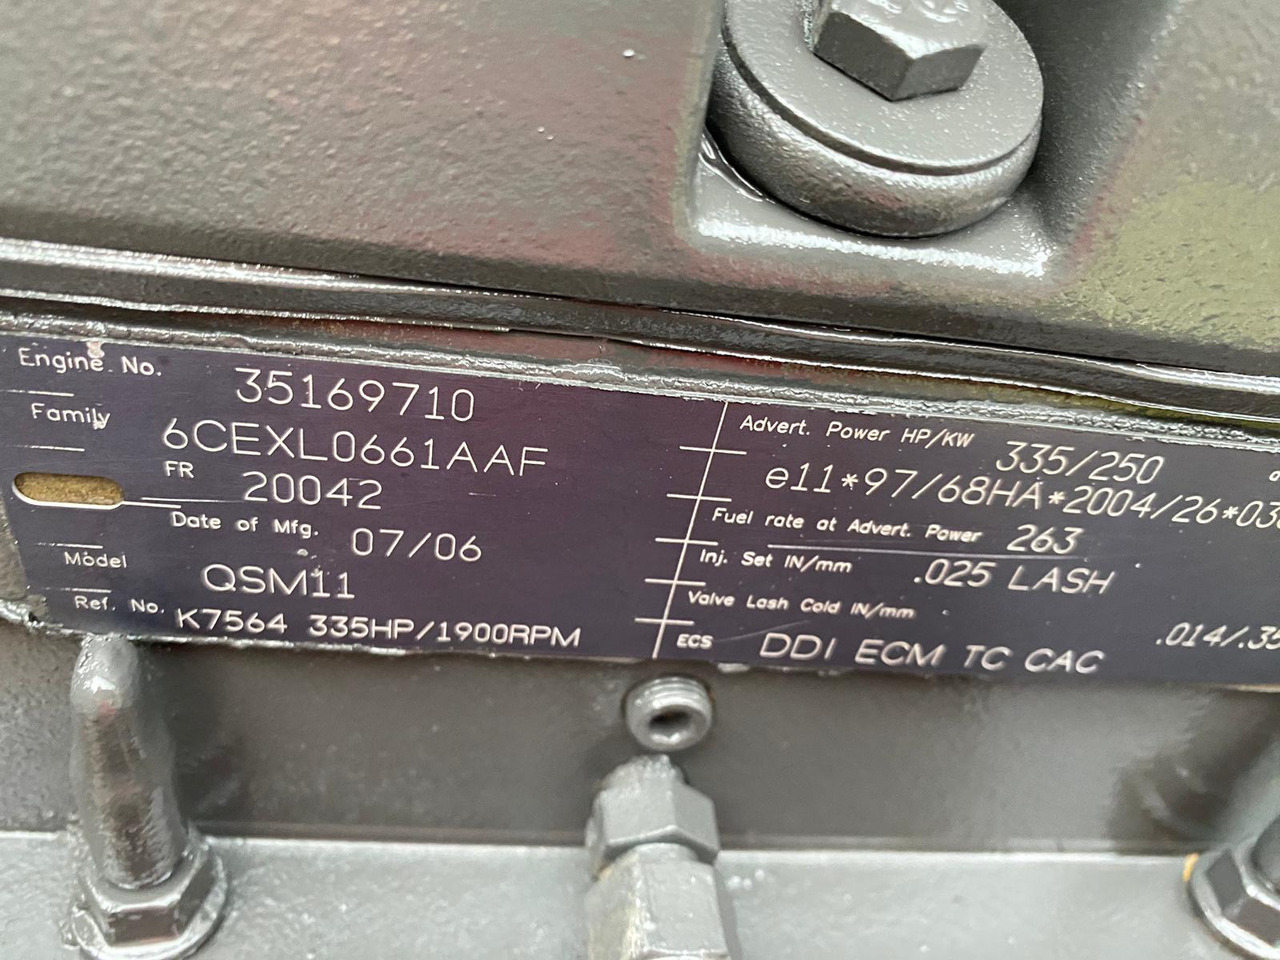 Engine No. 35169710
Family 6CEXL0661AAF
FR 20042
Date of Mfg. 07/06
Model QSM11
Ref. No. K7564 335HP/1900RPM
Advert. Power HP/KW 335/250
e11*97/68HA*2004/26*03
Fuel rate at Advert. Power 263
Inj. Set IN/mm .025 LASH
Valve Lash Cold IN/mm .014/.35
ECS DDI ECM TC CAC